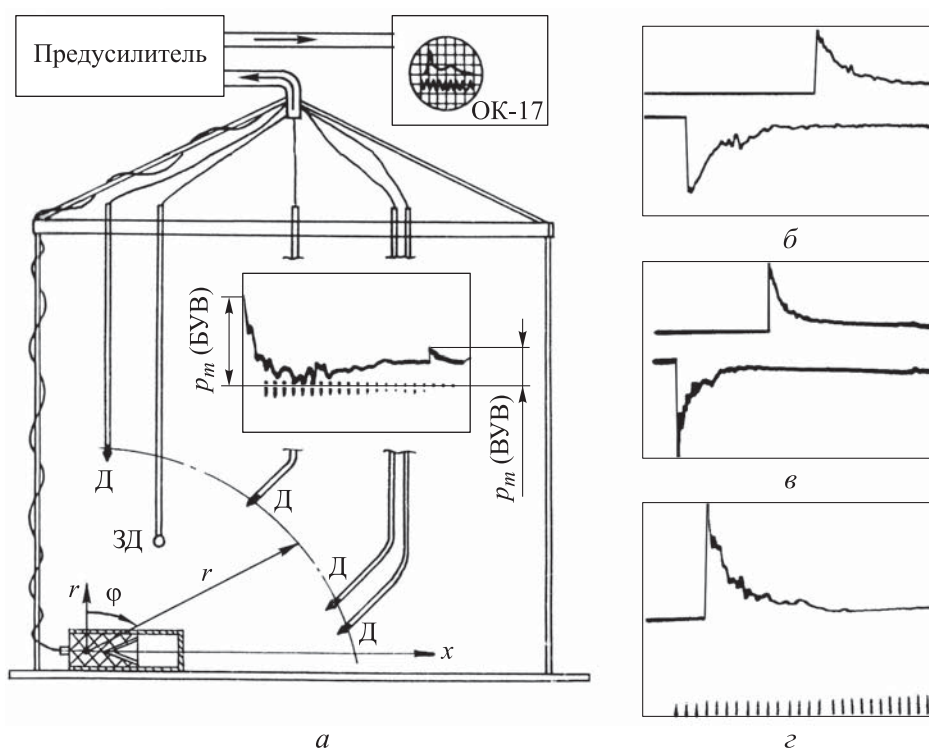 Предусилитель
ОК-17
б
p_m (БУВ)
p_m (ВУВ)
Д
Д
ЗД
Д
Д
r
r
φ
x
в
а
г